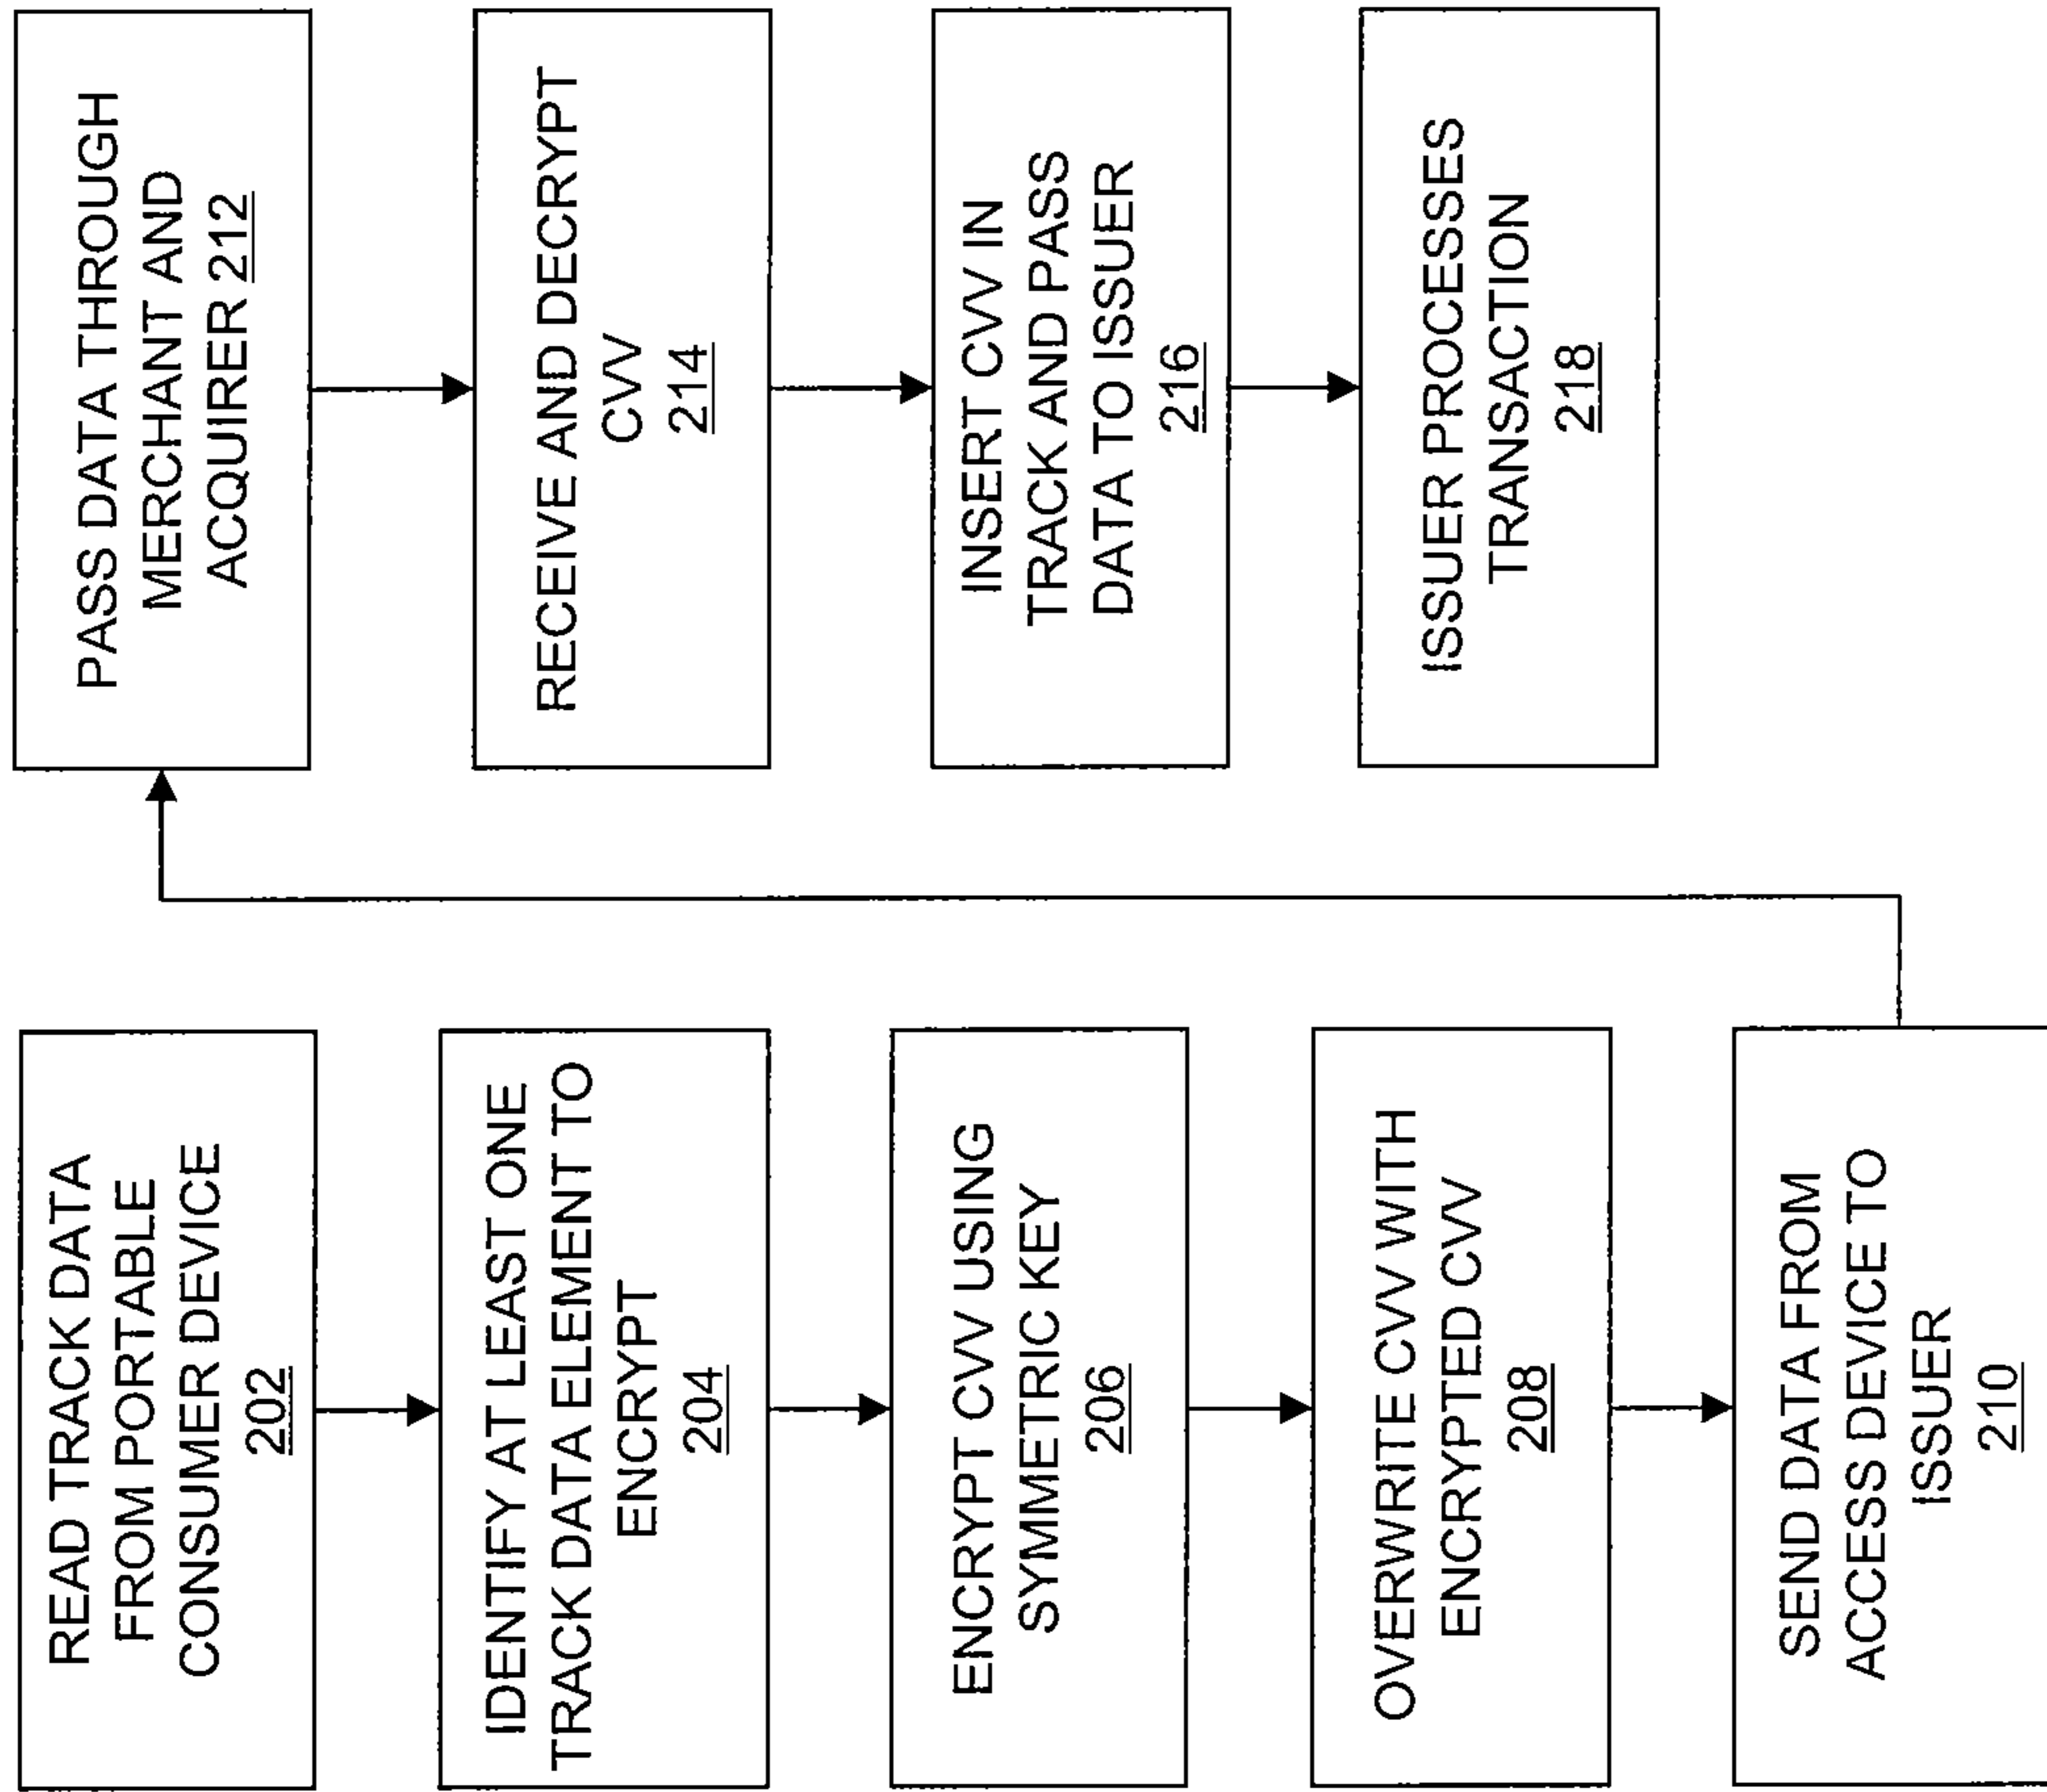 READ TRACK DATA
FROM PORTABLE
CONSUMER DEVICE
202
IDENTIFY AT LEAST ONE
TRACK DATA ELEMENT TO
ENCRYPT
204
ENCRYPT CVV USING
SYMMETRIC KEY
206
OVERWRITE CVV WITH
ENCRYPTED CVV
208
SEND DATA FROM
ACCESS DEVICE TO
ISSUER
210
PASS DATA THROUGH
MERCHANT AND
ACQUIRER 212
RECEIVE AND DECRYPT
CVV
214
INSERT CVV IN
TRACK AND PASS
DATA TO ISSUER
216
ISSUER PROCESSES
TRANSACTION
218